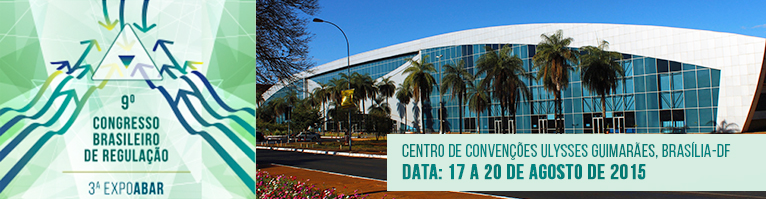 9º
CONGRESSO
BRASILEIRO
DE REGULAÇÃO
3ª EXPOABAR
CENTRO DE CONVENÇÕES ULYSSES GUIMARÃES, BRASÍLIA-DF
DATA: 17 A 20 DE AGOSTO DE 2015